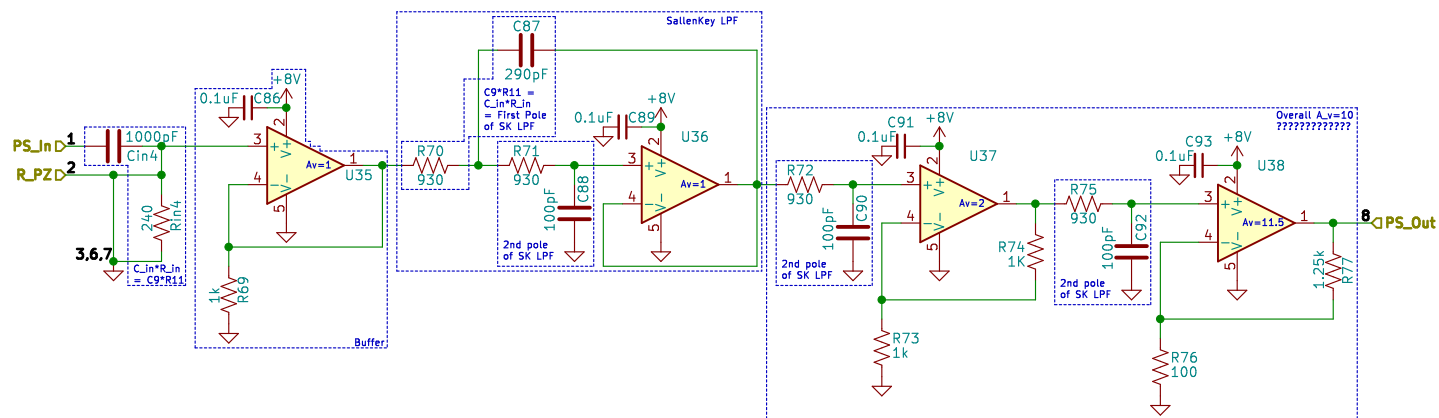 SallenKey LPF
C87
290pF
C9*R11 =
C_in*R_in
= First Pole
of SK LPF
+8V
0.1uF C86
PS_In 1
1000pF
Cin4
R_PZ 2
240
Rin4
3,6,7
C_in*R_in
= C9*R11
3
4
2
5
1
+
-
V+
V-
Av=1
U35
1k
R69
Buffer
R70
930
R71
930
100pF
C88
2nd pole
of SK LPF
+8V
0.1uF C89
U36
3
4
2
5
1
+
-
V+
V-
Av=1
Overall A_v=10
?????????????
R72
930
100pF
C90
2nd pole
of SK LPF
+8V
C91
0.1uF
U37
3
4
2
5
1
+
-
V+
V-
Av=2
R74
1K
R73
1k
R75
930
100pF
C92
2nd pole
of SK LPF
+8V
C93
0.1uF
U38
3
4
2
5
1
+
-
V+
V-
Av=11.5
8 PS_Out
1.25k
R77
R76
100